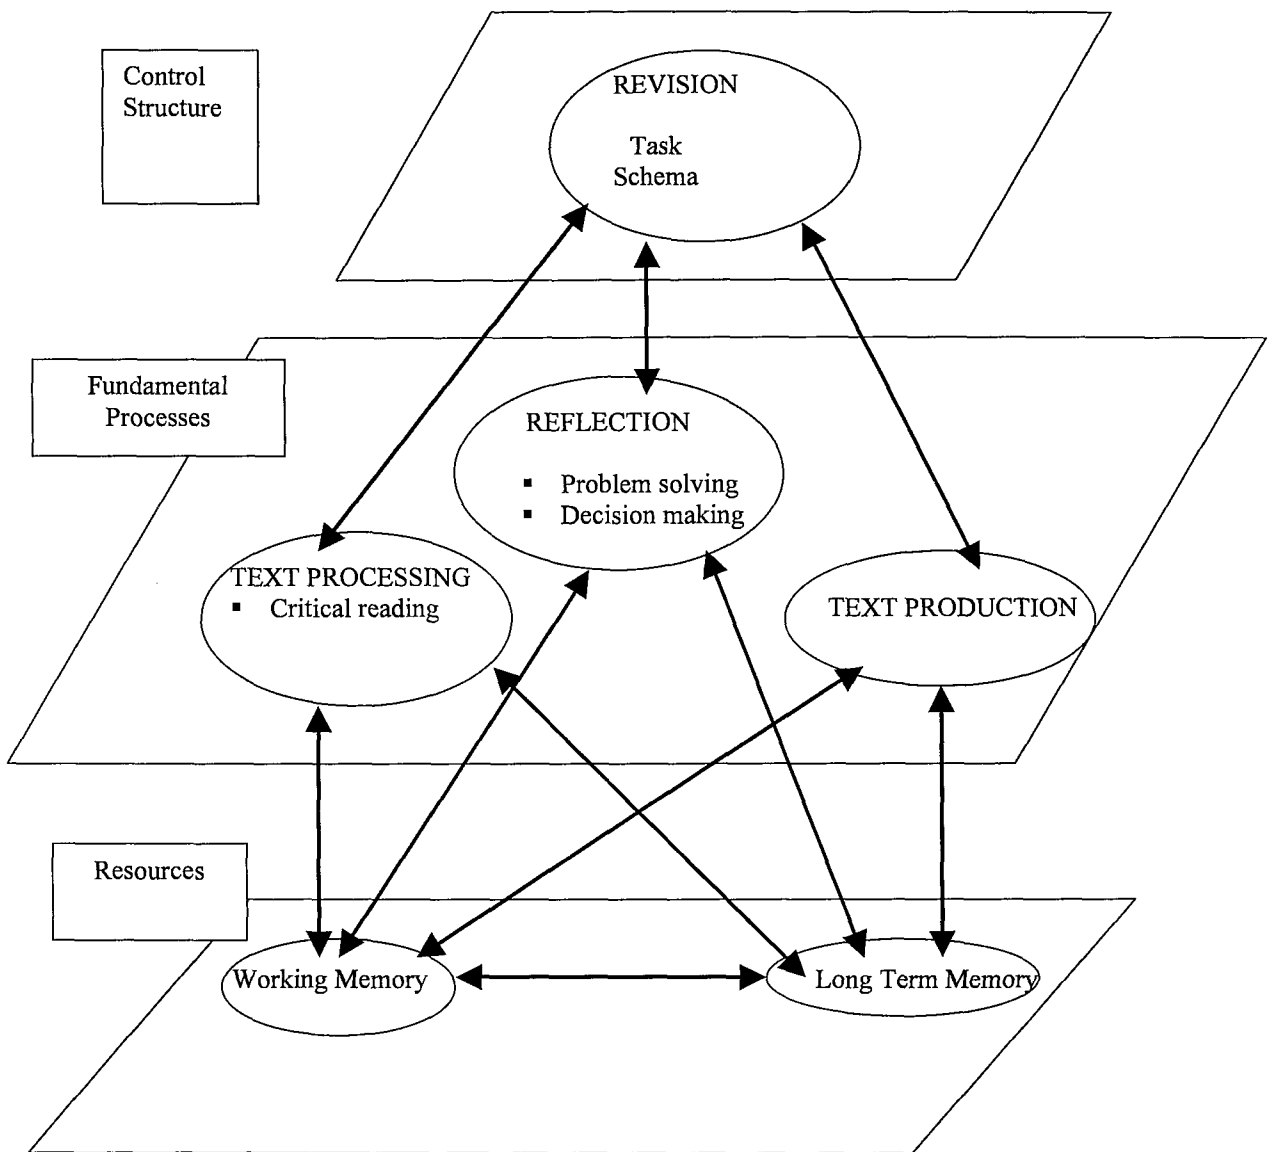 Control
Structure
REVISION
Task
Schema
Fundamental
Processes
REFLECTION
▪ Problem solving
▪ Decision making
TEXT PROCESSING
▪ Critical reading
TEXT PRODUCTION
Resources
Working Memory
Long Term Memory